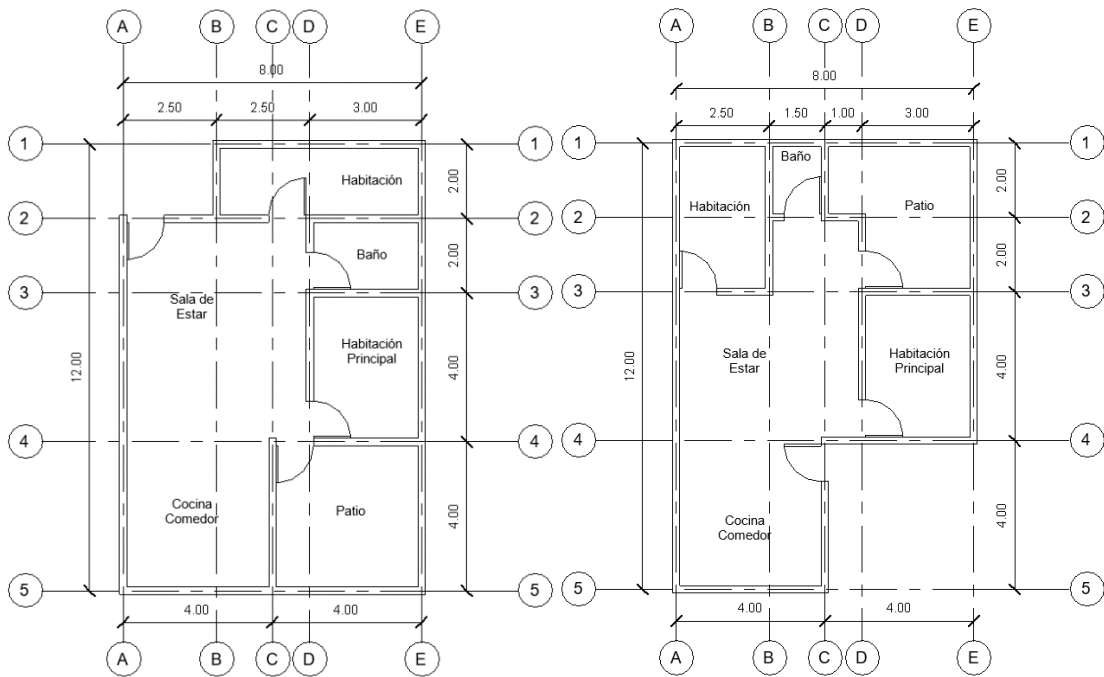 A B C D E
8.00
2.50 2.50 3.00
1 1
Habitación
2.00
2 2
Baño
2.00
3 3
Sala de
Estar
Habitación
Principal
12.00
4.00
4 4
Cocina
Comedor
Patio
4.00
5 5
4.00 4.00
A B C D E
A B C D E
8.00
2.50 1.50 1.00 3.00
1 1
Baño
2.00
Habitación
Patio
2 2
2.00
3 3
Sala de
Estar
Habitación
Principal
12.00
4.00
4 4
Cocina
Comedor
4.00
5 5
4.00 4.00
A B C D E